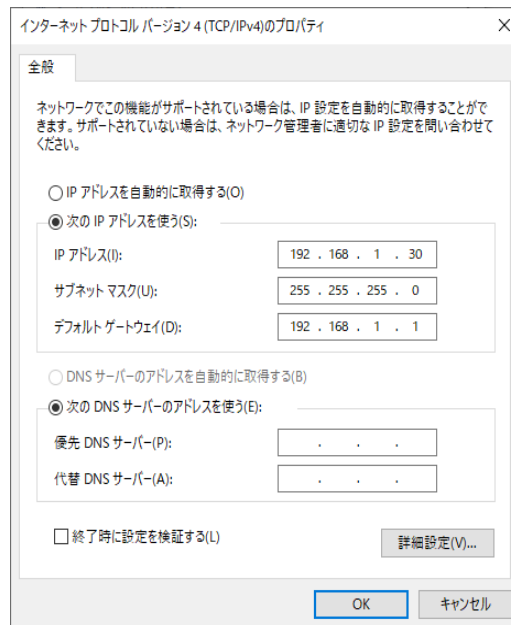 インターネット プロトコル バージョン 4 (TCP/IPv4)のプロパティ
全般
ネットワークでこの機能がサポートされている場合は、IP 設定を自動的に取得することがで
きます。サポートされていない場合は、ネットワーク管理者に適切な IP 設定を問い合わせて
ください。
IP アドレスを自動的に取得する(O)
次の IP アドレスを使う(S):
IP アドレス(I): 192 . 168 . 1 . 30
サブネット マスク(U): 255 . 255 . 255 . 0
デフォルト ゲートウェイ(D): 192 . 168 . 1 . 1
DNS サーバーのアドレスを自動的に取得する(B)
次の DNS サーバーのアドレスを使う(E):
優先 DNS サーバー(P): . . .
代替 DNS サーバー(A): . . .
終了時に設定を検証する(L)
詳細設定(V)...
OK キャンセル